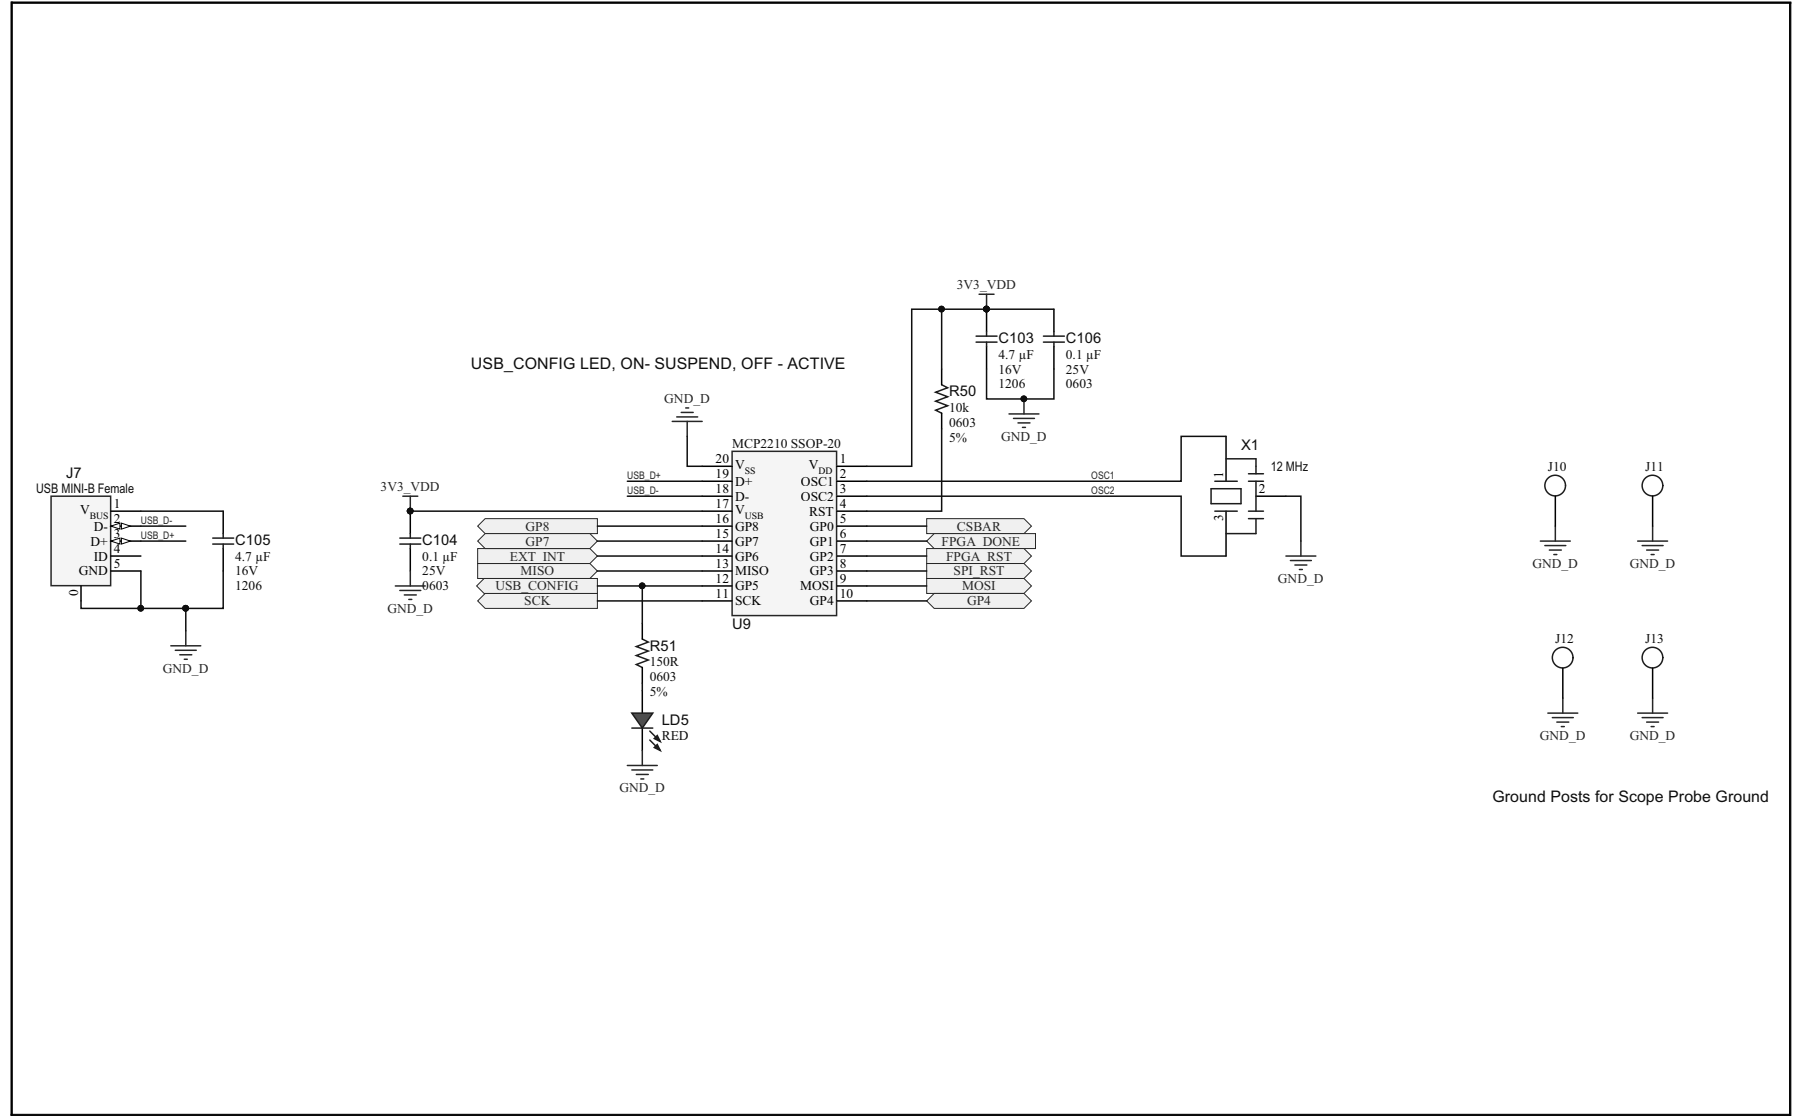 3V3_VDD
C103
4.7 µF
16V
1206
C106
0.1 µF
25V
0603
USB_CONFIG LED, ON- SUSPEND, OFF - ACTIVE
R50
10k
0603
5%
GND_D
GND_D
MCP2210 SSOP-20
20 VSS
19 D+
18 D-
17 VUSB
16 GP8
15 GP7
14 GP6
13 MISO
12 GP5
11 SCK
VDD 1
OSC1 2
OSC2 3
RST 4
GP0 5
GP1 6
GP2 7
GP3 8
MOSI 9
GP4 10
U9
USB_D+
USB_D-
GP8
GP7
EXT_INT
MISO
USB_CONFIG
SCK
CSBAR
FPGA_DONE
FPGA_RST
SPI_RST
MOSI
GP4
OSC1
OSC2
X1
12 MHz
1
2
3
GND_D
J7
USB MINI-B Female
VBUS 1
D- 2
D+ 3
ID 4
GND 5
0
USB_D-
USB_D+
C105
4.7 µF
16V
1206
GND_D
3V3_VDD
C104
0.1 µF
25V
0603
GND_D
R51
150R
0603
5%
LD5
RED
GND_D
J10
GND_D
J11
GND_D
J12
GND_D
J13
GND_D
Ground Posts for Scope Probe Ground